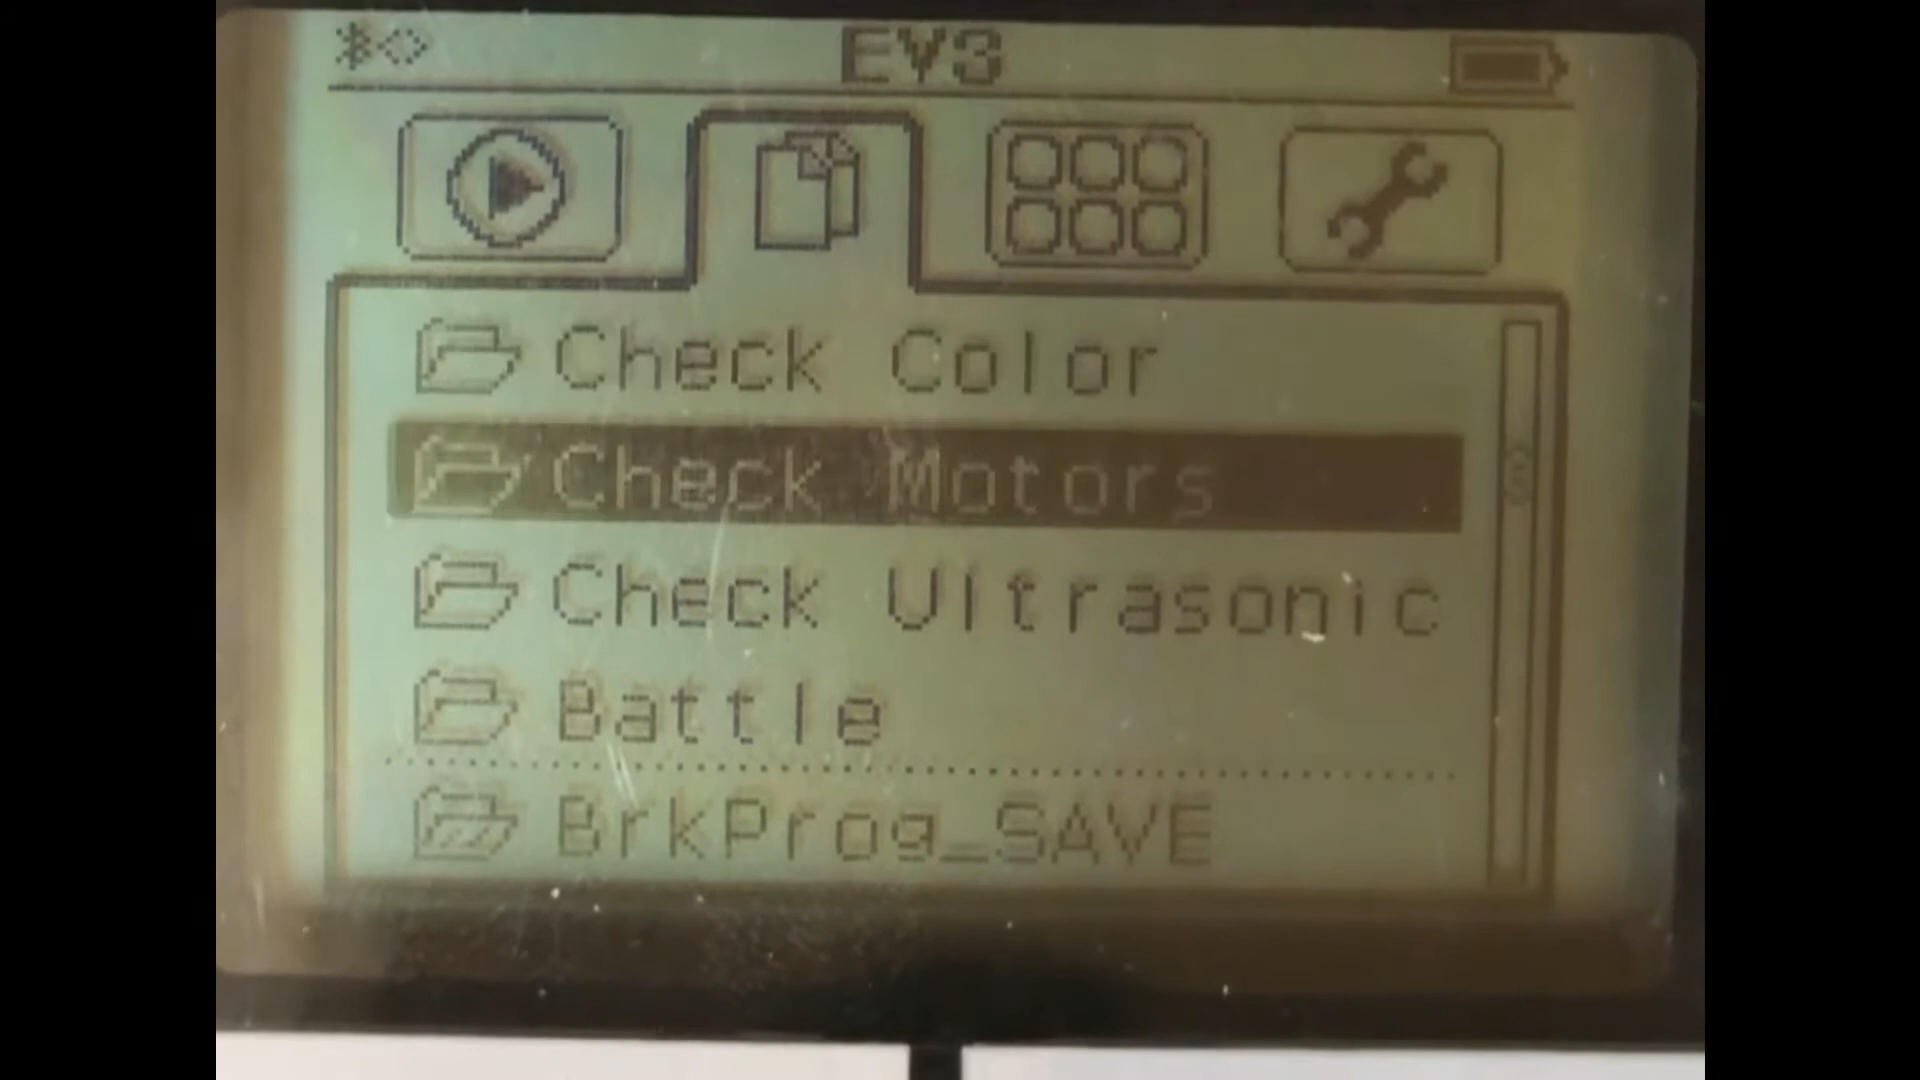 EV3
Check Color
Check Motors
Check Ultrasonic
Battle
BrkProg_SAVE